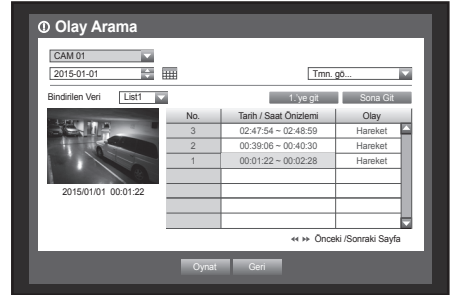 Olay Arama
CAM 01
2015-01-01 Tmn. gö...
Bindirilen Veri List1 1.'ye git Sona Git
No. Tarih / Saat Önizlemi Olay
3 02:47:54 ~ 02:48:59 Hareket
2 00:39:06 ~ 00:40:30 Hareket
1 00:01:22 ~ 00:02:28 Hareket
2015/01/01 00:01:22
Önceki /Sonraki Sayfa
Oynat Geri